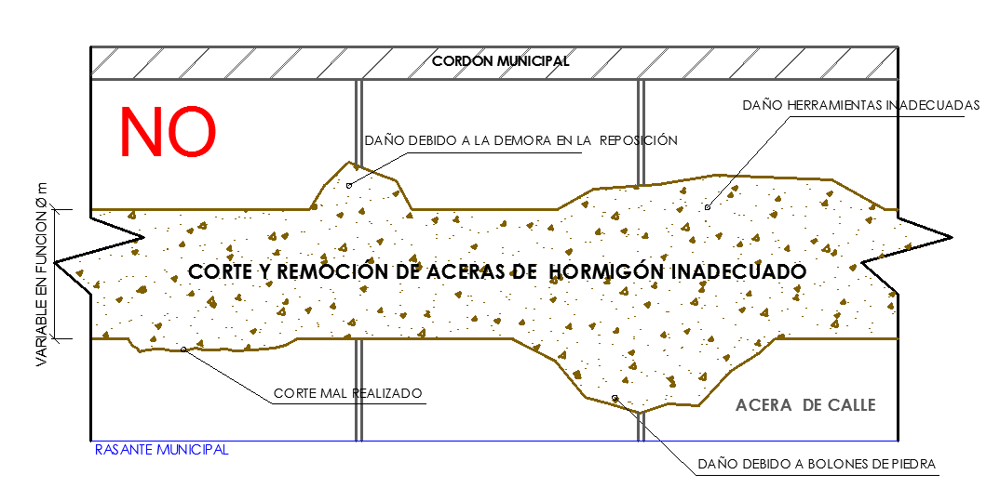 CORDON MUNICIPAL
NO
DAÑO HERRAMIENTAS INADECUADAS
DAÑO DEBIDO A LA DEMORA EN LA REPOSICIÓN
VARIABLE EN FUNCION Ø m
CORTE Y REMOCIÓN DE ACERAS DE HORMIGÓN INADECUADO
CORTE MAL REALIZADO
ACERA DE CALLE
RASANTE MUNICIPAL
DAÑO DEBIDO A BOLONES DE PIEDRA